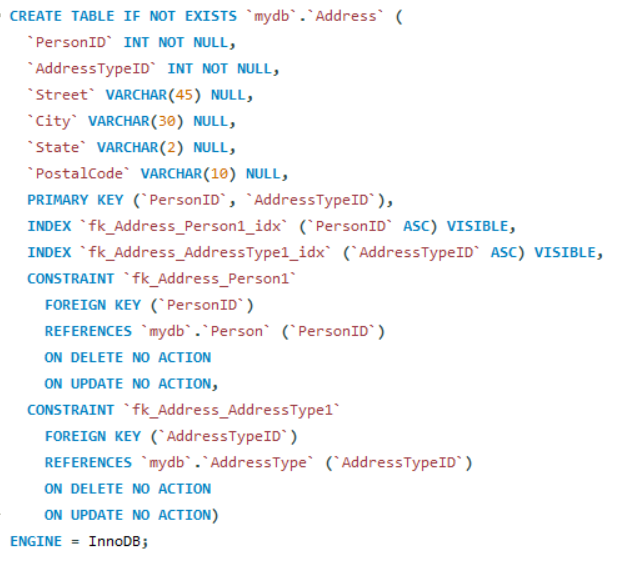 CREATE TABLE IF NOT EXISTS `mydb`.`Address` (
`PersonID` INT NOT NULL,
`AddressTypeID` INT NOT NULL,
`Street` VARCHAR(45) NULL,
`City` VARCHAR(30) NULL,
`State` VARCHAR(2) NULL,
`PostalCode` VARCHAR(10) NULL,
PRIMARY KEY (`PersonID`, `AddressTypeID`),
INDEX `fk_Address_Person1_idx` (`PersonID` ASC) VISIBLE,
INDEX `fk_Address_AddressType1_idx` (`AddressTypeID` ASC) VISIBLE,
CONSTRAINT `fk_Address_Person1`
FOREIGN KEY (`PersonID`)
REFERENCES `mydb`.`Person` (`PersonID`)
ON DELETE NO ACTION
ON UPDATE NO ACTION,
CONSTRAINT `fk_Address_AddressType1`
FOREIGN KEY (`AddressTypeID`)
REFERENCES `mydb`.`AddressType` (`AddressTypeID`)
ON DELETE NO ACTION
ON UPDATE NO ACTION)
ENGINE = InnoDB;